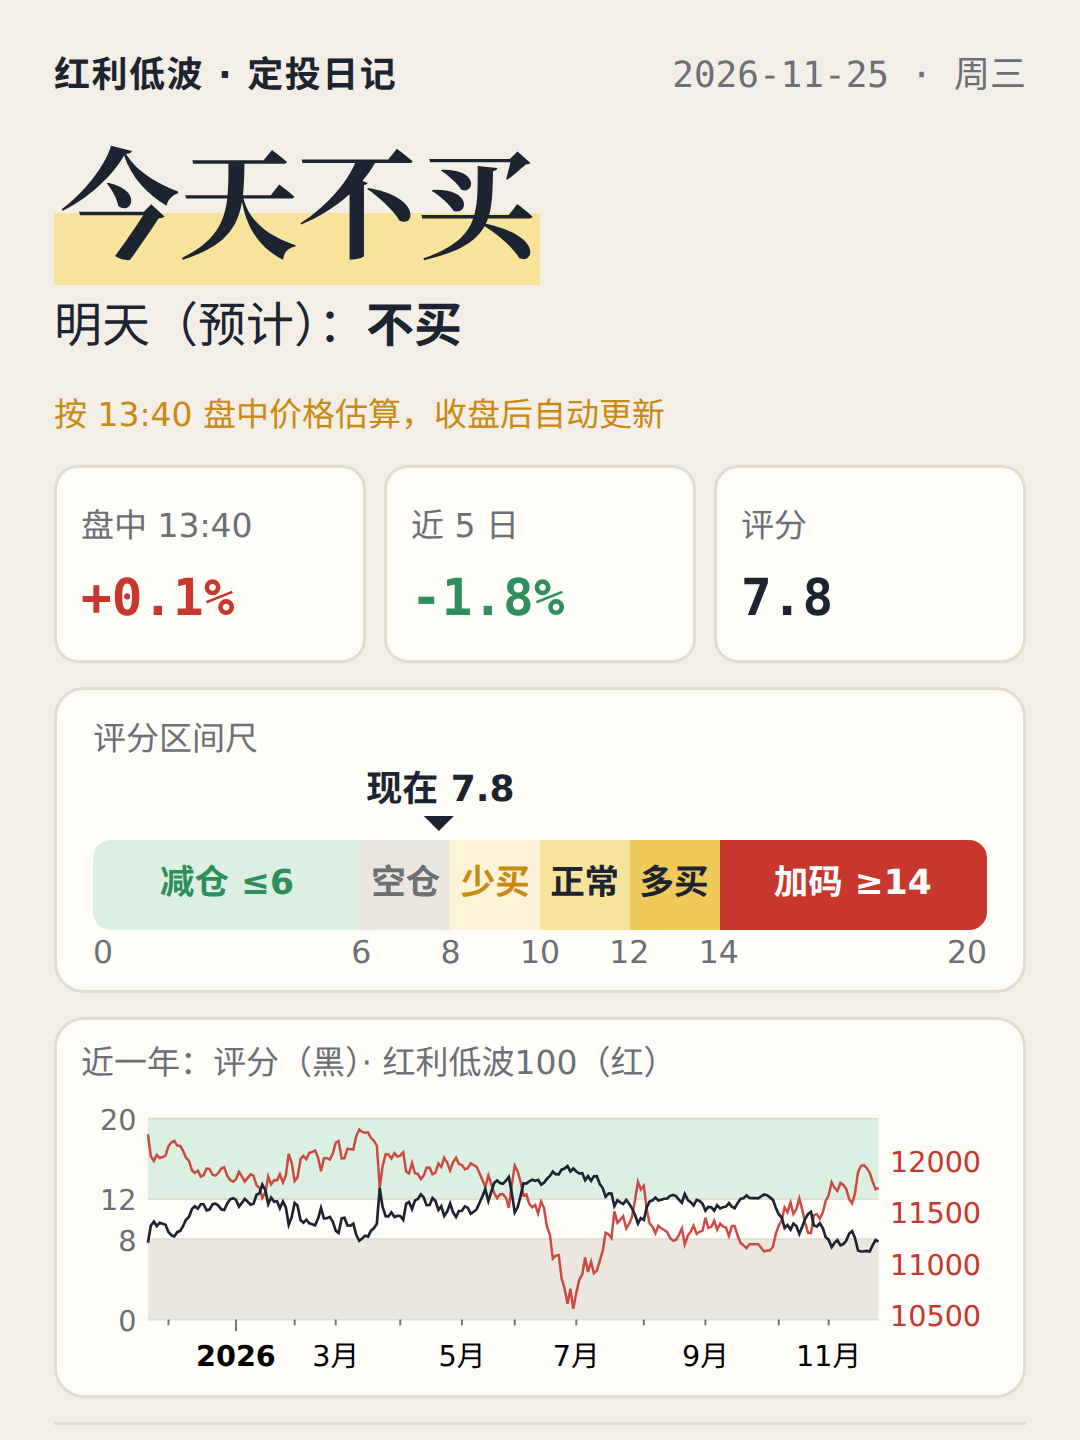 红利低波 · 定投日记
2026-11-25 · 周三
今天不买
明天（预计）：不买
按 13:40 盘中价格估算，收盘后自动更新
盘中 13:40
+0.1%
近 5 日
-1.8%
评分
7.8
评分区间尺
现在 7.8
减仓 ≤6 空仓 少买 正常 多买 加码 ≥14
0 6 8 10 12 14 20
近一年：评分（黑）· 红利低波100（红）
20
12
8
0
12000
11500
11000
10500
2026 3月 5月 7月 9月 11月